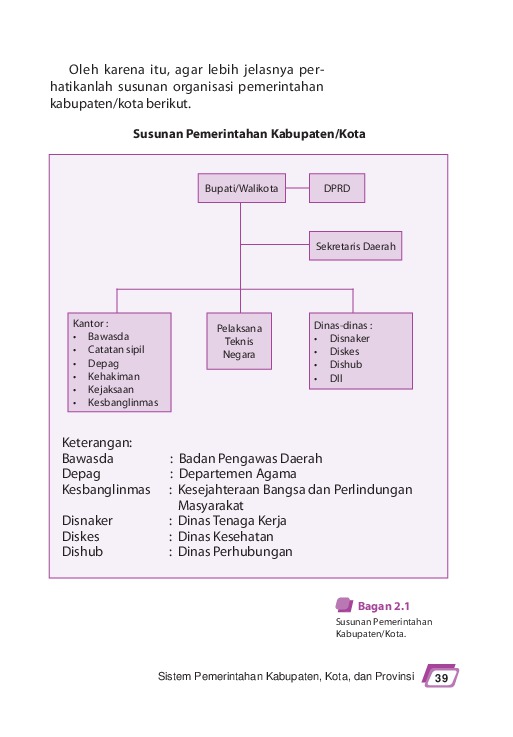 Oleh karena itu, agar lebih jelasnya per-
hatikanlah susunan organisasi pemerintahan
kabupaten/kota berikut.
Susunan Pemerintahan Kabupaten/Kota
Bupati/Walikota
DPRD
Sekretaris Daerah
Kantor :
• Bawasda
• Catatan sipil
• Depag
• Kehakiman
• Kejaksaan
• Kesbanglinmas
Pelaksana
Teknis
Negara
Dinas-dinas :
• Disnaker
• Diskes
• Dishub
• Dll
Keterangan:
Bawasda : Badan Pengawas Daerah
Depag : Departemen Agama
Kesbanglinmas : Kesejahteraan Bangsa dan Perlindungan
Masyarakat
Disnaker : Dinas Tenaga Kerja
Diskes : Dinas Kesehatan
Dishub : Dinas Perhubungan
Bagan 2.1
Susunan Pemerintahan
Kabupaten/Kota.
Sistem Pemerintahan Kabupaten, Kota, dan Provinsi 39